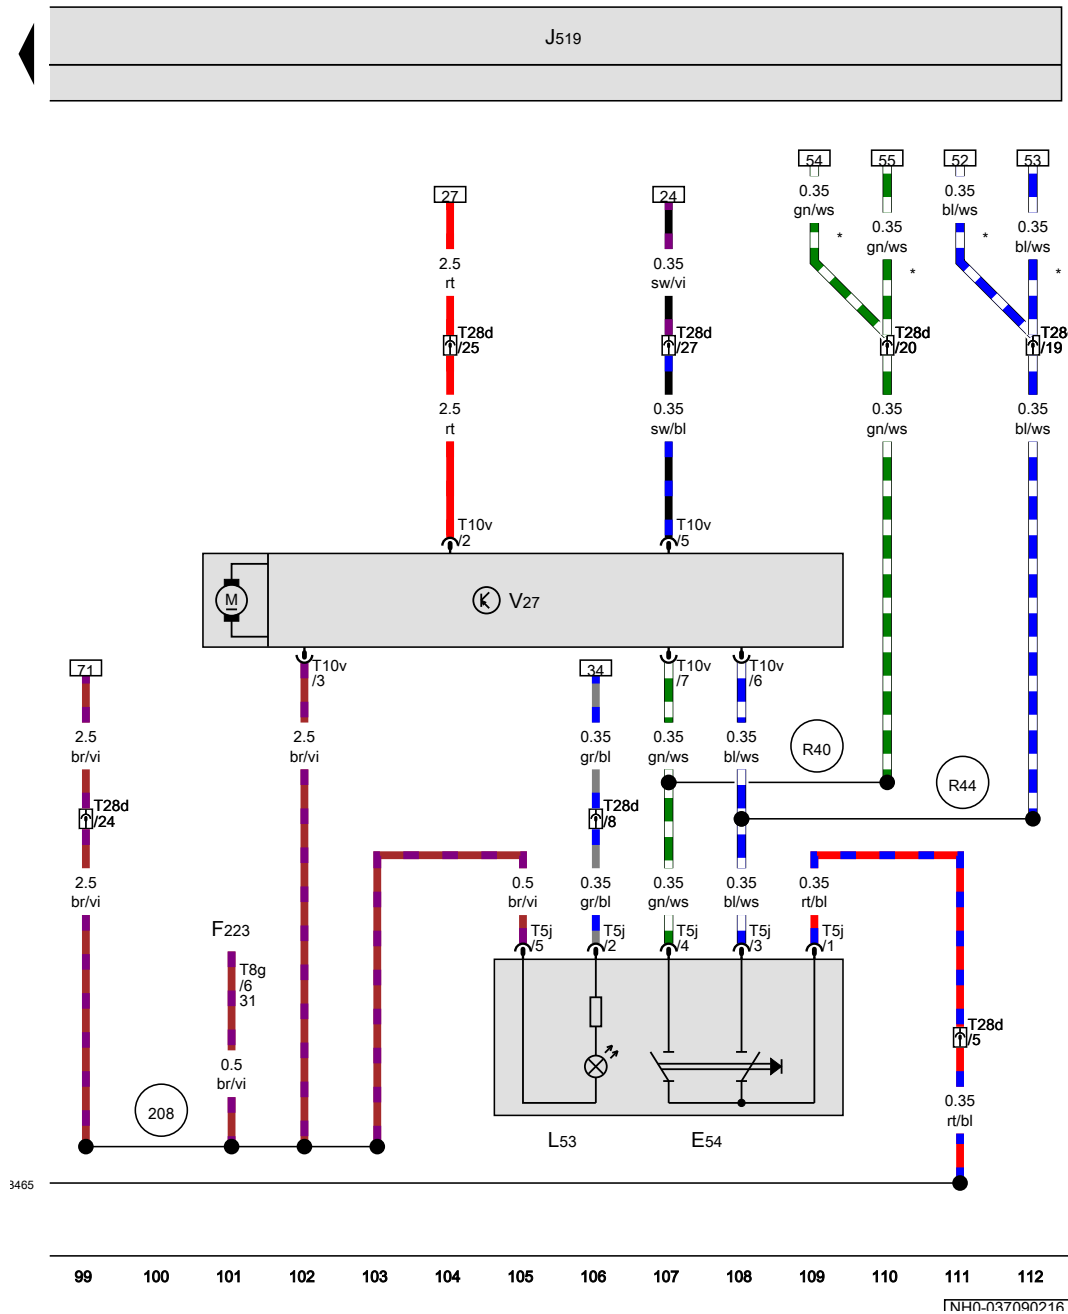 J519
54
55
52
53
0.35
gn/ws
*
0.35
gn/ws
*
0.35
bl/ws
*
0.35
bl/ws
*
27
24
2.5
rt
0.35
sw/vi
T28d
/25
T28d
/27
T28d
/20
T28
/19
2.5
rt
0.35
sw/bl
0.35
gn/ws
0.35
bl/ws
T10v
/2
T10v
/5
M
V27
71
T10v
/3
34
T10v
/7
T10v
/6
2.5
br/vi
2.5
br/vi
0.35
gr/bl
0.35
gn/ws
0.35
bl/ws
R40
R44
T28d
/24
T28d
/8
2.5
br/vi
0.5
br/vi
0.35
gr/bl
0.35
gn/ws
0.35
bl/ws
0.35
rt/bl
F223
T5j
/5
T5j
/2
T5j
/4
T5j
/3
T5j
/1
T8g
/6
31
T28d
/5
0.5
br/vi
208
0.35
rt/bl
L53
E54
3465
99 100 101 102 103 104 105 106 107 108 109 110 111 112
NH0-037090216